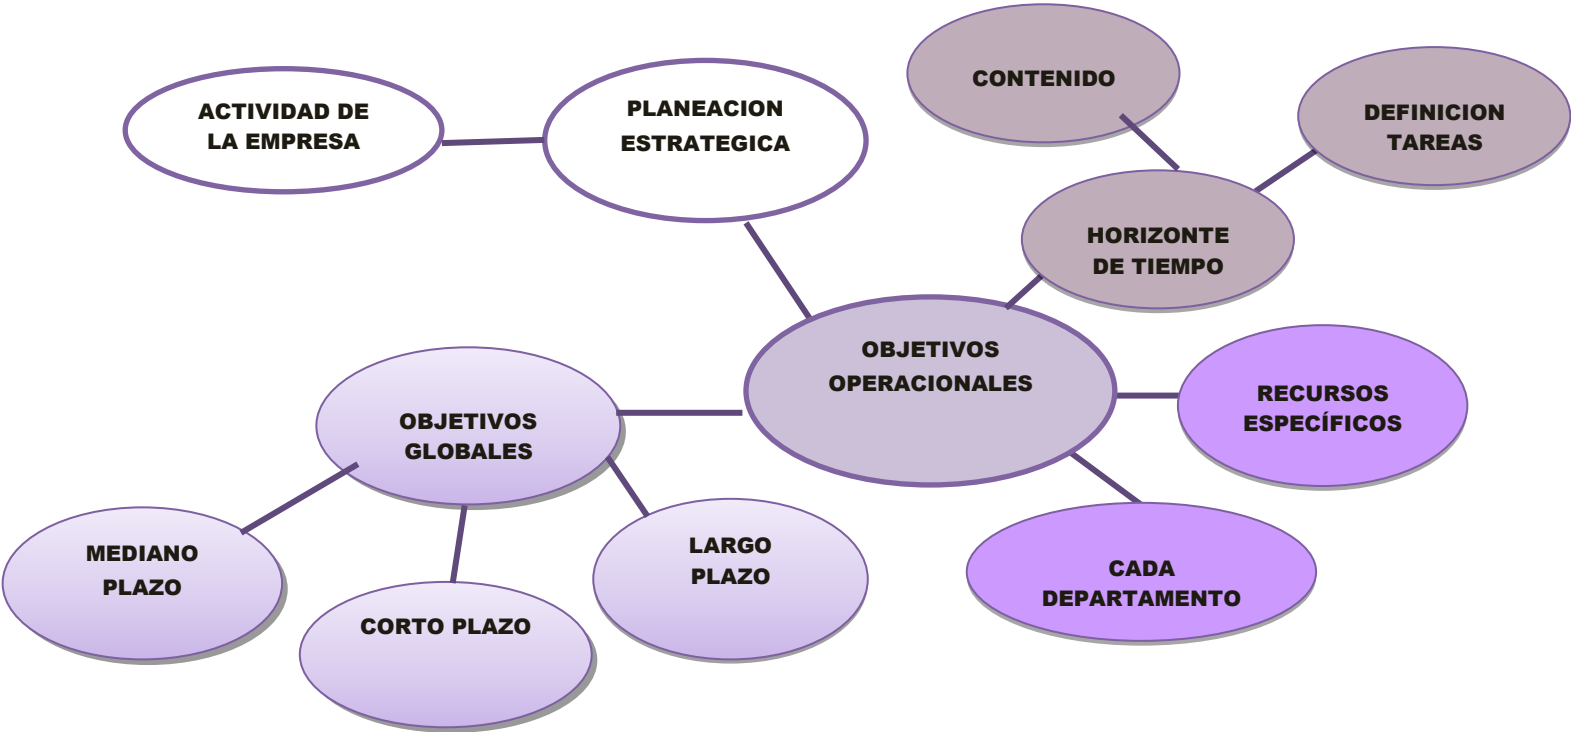 CONTENIDO
ACTIVIDAD DE
LA EMPRESA
PLANEACION
ESTRATEGICA
DEFINICION
TAREAS
HORIZONTE
DE TIEMPO
OBJETIVOS
OPERACIONALES
RECURSOS
ESPECÍFICOS
OBJETIVOS
GLOBALES
MEDIANO
PLAZO
LARGO
PLAZO
CADA
DEPARTAMENTO
CORTO PLAZO